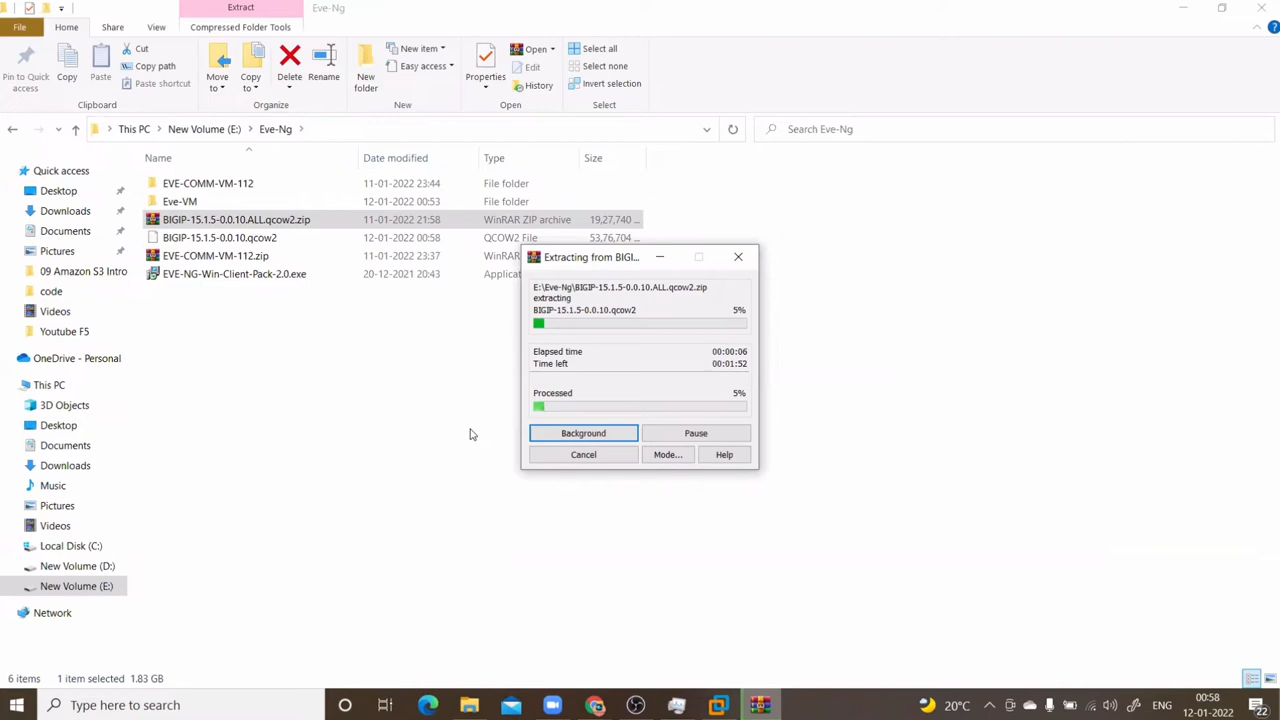 Extract
Eve-Ng
File
Home
Share
View
Compressed Folder Tools
Pin to Quick access
Copy
Paste
Cut
Copy path
Paste shortcut
Move to
Copy to
Delete
Rename
New folder
New item
Easy access
Properties
Open
Edit
History
Select all
Select none
Invert selection
Clipboard
Organize
New
Open
Select
This PC > New Volume (E:) > Eve-Ng >
Search Eve-Ng
Name Date modified Type Size
EVE-COMM-VM-112 11-01-2022 23:44 File folder
Eve-VM 12-01-2022 00:53 File folder
BIGIP-15.1.5-0.0.10.ALL.qcow2.zip 11-01-2022 21:58 WinRAR ZIP archive 19,27,740 ...
BIGIP-15.1.5-0.0.10.qcow2 12-01-2022 00:58 QCOW2 File 53,76,704 ...
EVE-COMM-VM-112.zip 11-01-2022 23:37 WinR
EVE-NG-Win-Client-Pack-2.0.exe 20-12-2021 20:43 Applica
Quick access
Desktop
Downloads
Documents
Pictures
09 Amazon S3 Intro
code
Videos
Youtube F5
OneDrive - Personal
This PC
3D Objects
Desktop
Documents
Downloads
Music
Pictures
Videos
Local Disk (C:)
New Volume (D:)
New Volume (E:)
Network
Extracting from BIGI...
E:\Eve-Ng\BIGIP-15.1.5-0.0.10.ALL.qcow2.zip
extracting
BIGIP-15.1.5-0.0.10.qcow2 5%
Elapsed time 00:00:06
Time left 00:01:52
Processed 5%
Background
Pause
Cancel
Mode...
Help
6 items 1 item selected 1.83 GB
Type here to search
20°C
ENG
00:58
12-01-2022
22